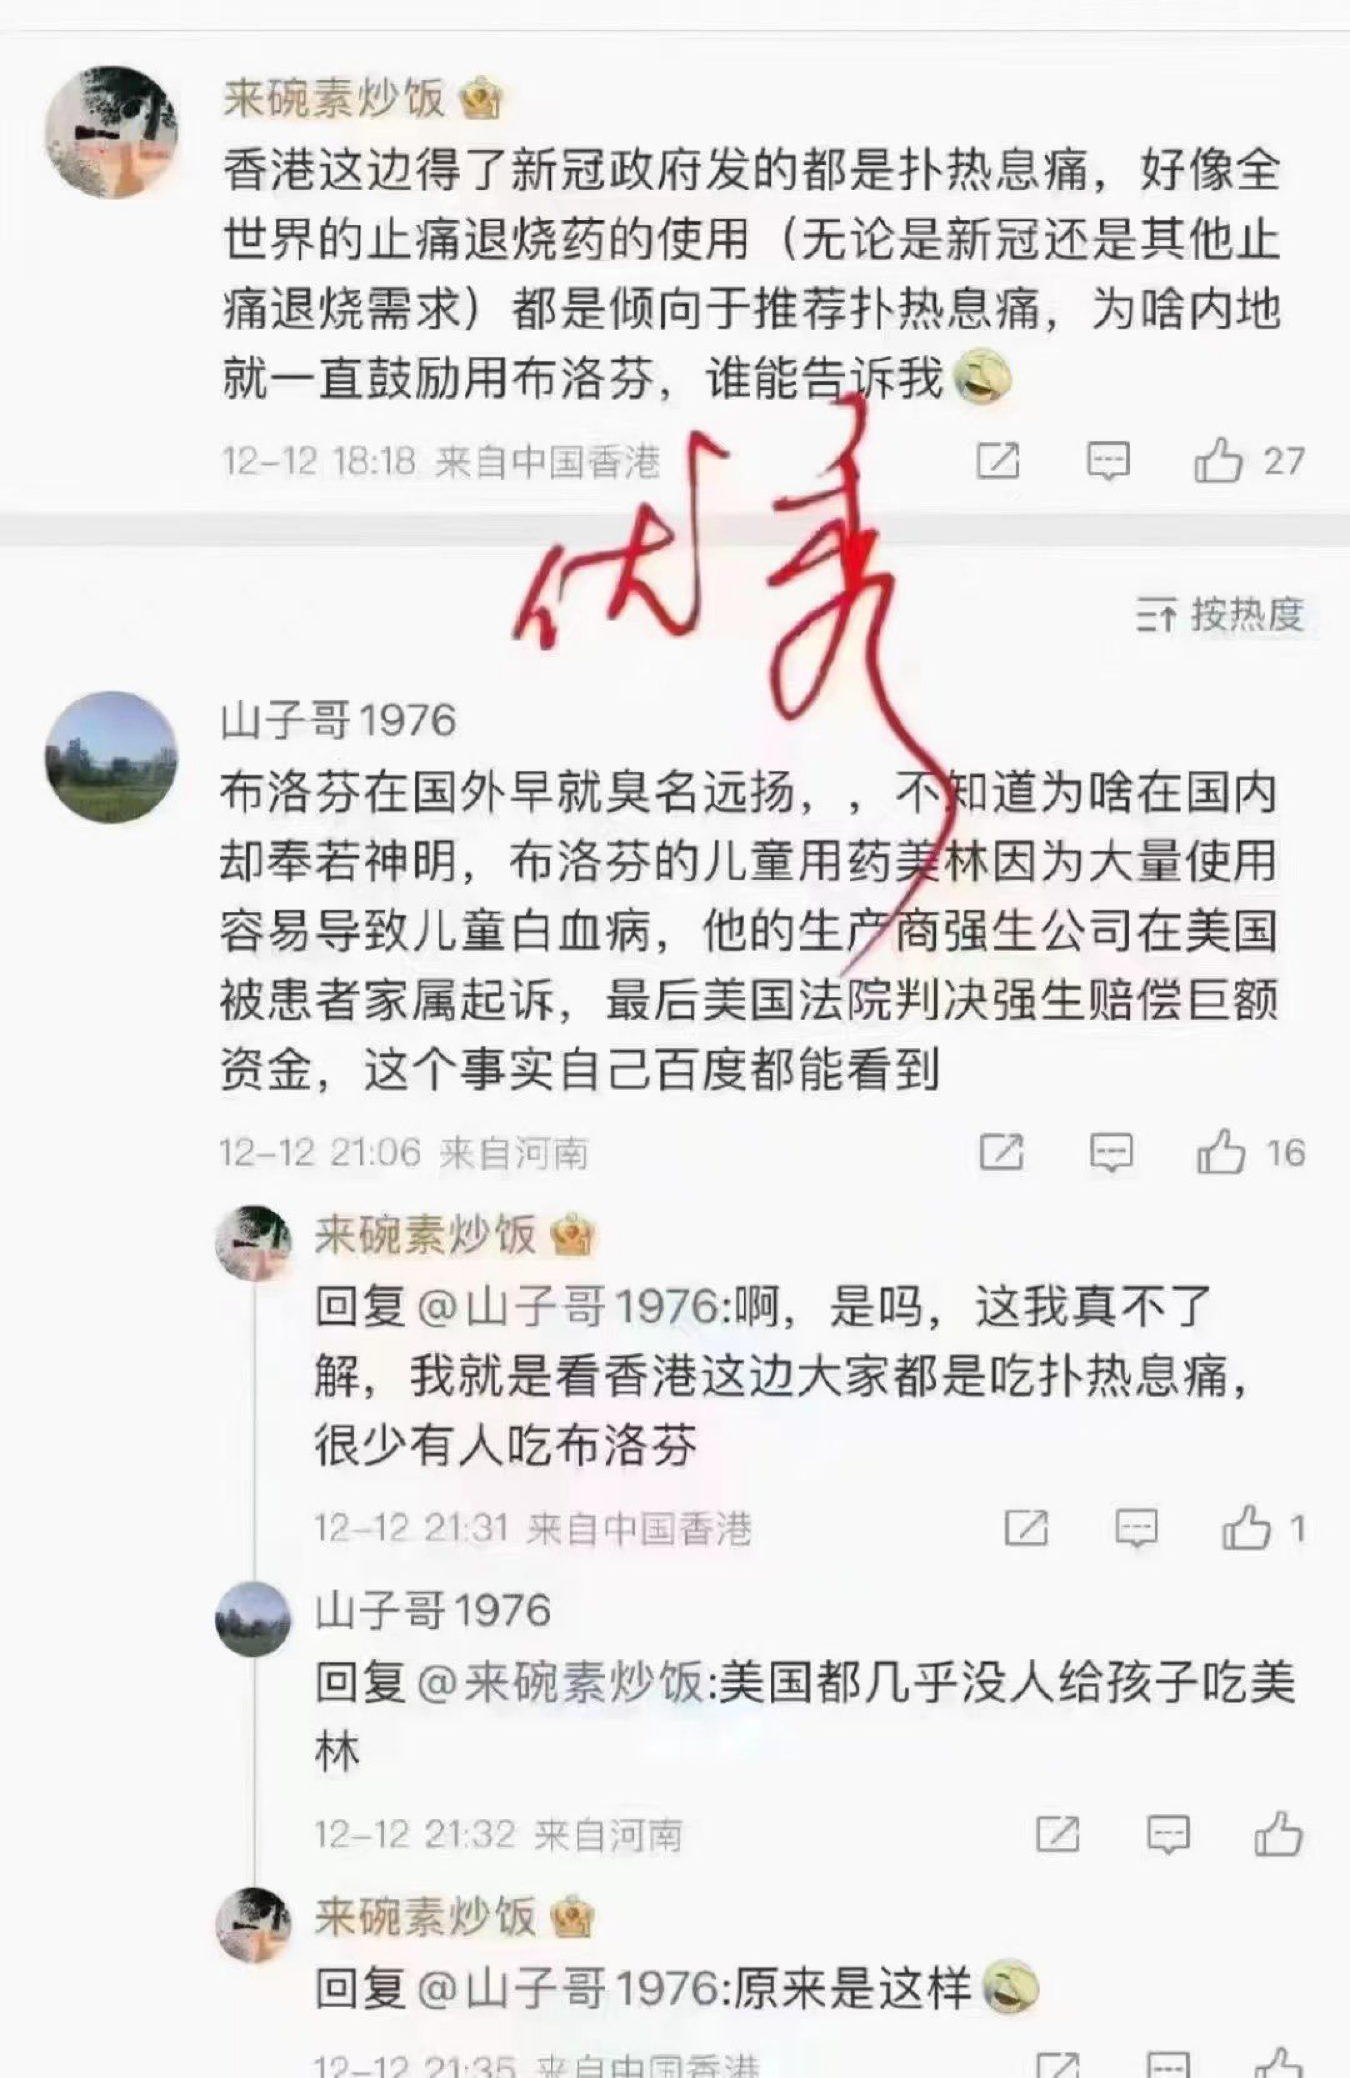 来碗素炒饭
香港这边得了新冠政府发的都是扑热息痛，好像全
世界的止痛退烧药的使用（无论是新冠还是其他止
痛退烧需求）都是倾向于推荐扑热息痛，为啥内地
就一直鼓励用布洛芬，谁能告诉我
12-12 18:18 来自中国香港
27
优秀
按热度
山子哥1976
布洛芬在国外早就臭名远扬，，不知道为啥在国内
却奉若神明，布洛芬的儿童用药美林因为大量使用
容易导致儿童白血病，他的生产商强生公司在美国
被患者家属起诉，最后美国法院判决强生赔偿巨额
资金，这个事实自己百度都能看到
12-12 21:06 来自河南
16
来碗素炒饭
回复@山子哥1976:啊，是吗，这我真不了
解，我就是看香港这边大家都是吃扑热息痛，
很少有人吃布洛芬
12-12 21:31 来自中国香港
1
山子哥1976
回复@来碗素炒饭:美国都几乎没人给孩子吃美
林
12-12 21:32 来自河南
来碗素炒饭
回复@山子哥1976:原来是这样
12-12 21:35 来自中国香港